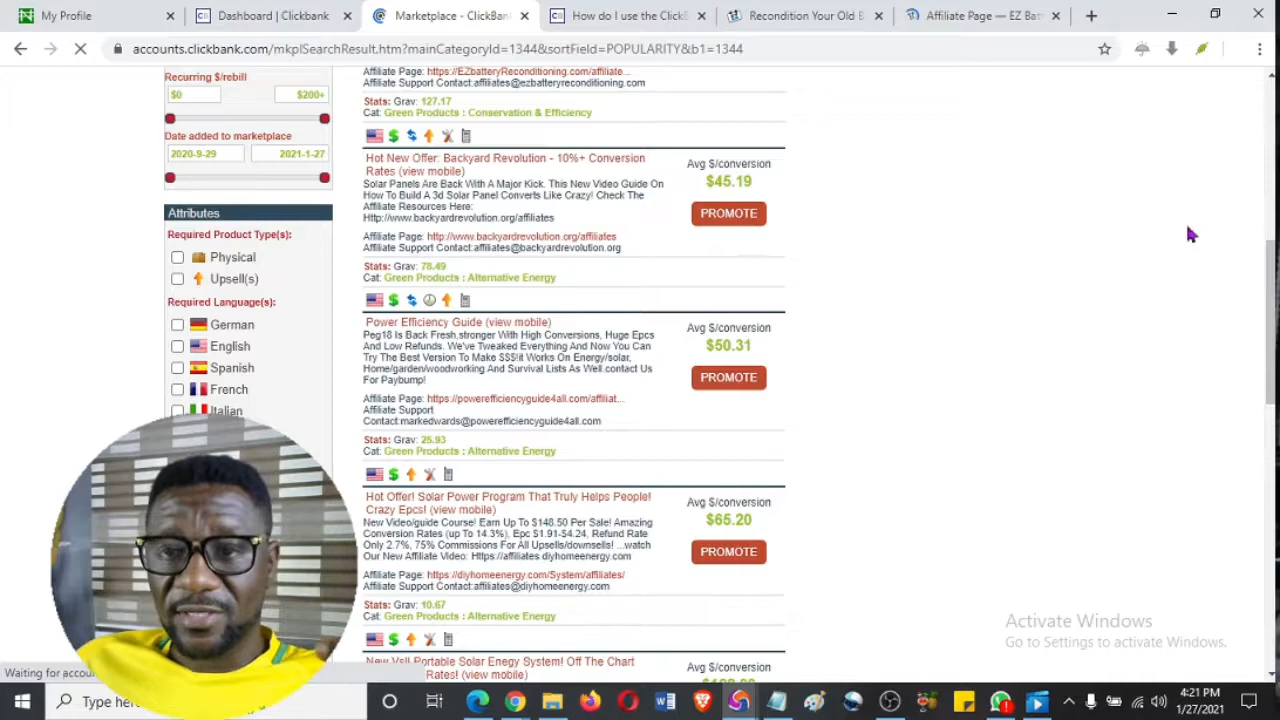 My Profile
Dashboard | Clickbank
Marketplace - ClickBan
How do I use the ClickB
Recondition Your Old B
Affiliate Page — EZ Batt
accounts.clickbank.com/mkplSearchResult.htm?mainCategoryId=1344&sortField=POPULARITY&b1=1344
Recurring $/rebill
$0
$200+
Date added to marketplace
2020-9-29
2021-1-27
Attributes
Required Product Type(s):
Physical
Upsell(s)
Required Language(s):
German
English
Spanish
French
Italian
Affiliate Page: https://EZbatteryReconditioning.com/affiliate...
Affiliate Support Contact:affiliates@ezbatteryreconditioning.com
Stats: Grav: 127.17
Cat: Green Products : Conservation & Efficiency
Hot New Offer: Backyard Revolution - 10%+ Conversion
Rates (view mobile)
Solar Panels Are Back With A Major Kick. This New Video Guide On
How To Build A 3d Solar Panel Converts Like Crazy! Check The
Affiliate Resources Here:
Http://www.backyardrevolution.org/affiliates
Affiliate Page: http://www.backyardrevolution.org/affiliates
Affiliate Support Contact:affiliates@backyardrevolution.org
Stats: Grav: 78.49
Cat: Green Products : Alternative Energy
Avg $/conversion
$45.19
PROMOTE
Power Efficiency Guide (view mobile)
Peg18 Is Back Fresh,stronger With High Conversions, Huge Epcs
And Low Refunds. We've Tweaked Everything And Now You Can
Try The Best Version To Make $$$!it Works On Energy/solar,
Home/garden/woodworking And Survival Lists As Well.contact Us
For Paybump!
Affiliate Page: https://powerefficiencyguide4all.com/affiliat...
Affiliate Support
Contact:markedwards@powerefficiencyguide4all.com
Stats: Grav: 25.93
Cat: Green Products : Alternative Energy
Avg $/conversion
$50.31
PROMOTE
Hot Offer! Solar Power Program That Truly Helps People!
Crazy Epcs! (view mobile)
New Video/guide Course! Earn Up To $148.50 Per Sale! Amazing
Conversion Rates (up To 14.3%), Epc $1.91-$4.24, Refund Rate
Only 2.7%, 75% Commissions For All Upsells/downsells! ...watch
Our New Affiliate Video: Https://affiliates.diyhomeenergy.com
Affiliate Page: https://diyhomeenergy.com/System/affiliates/
Affiliate Support Contact:affiliates@diyhomeenergy.com
Stats: Grav: 10.67
Cat: Green Products : Alternative Energy
Avg $/conversion
$65.20
PROMOTE
New Vsl! Portable Solar Enegy System! Off The Chart
Rates! (view mobile)
Avg $/conversion
Activate Windows
Go to Settings to activate Windows.
Waiting for accou
Type here
4:21 PM
1/27/2021